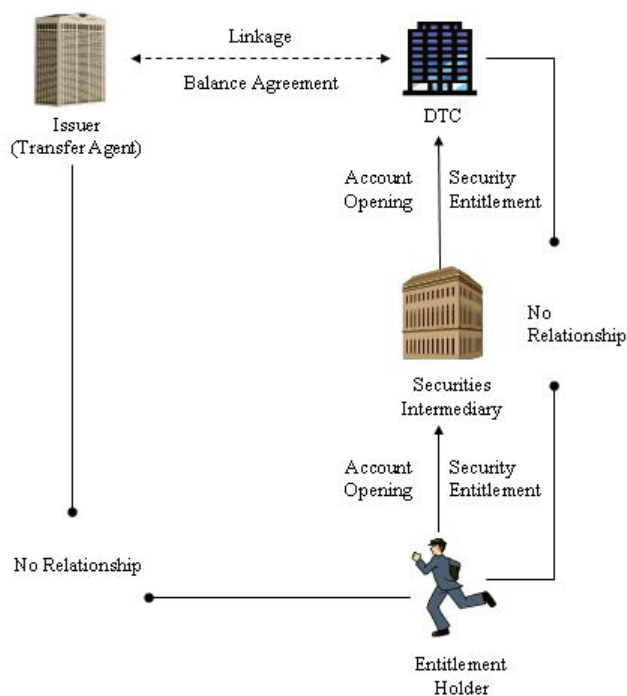 Linkage
Balance Agreement
Issuer
(Transfer Agent)
DTC
Account
Opening
Security
Entitlement
No
Relationship
Securities
Intermediary
Account
Opening
Security
Entitlement
No Relationship
Entitlement
Holder